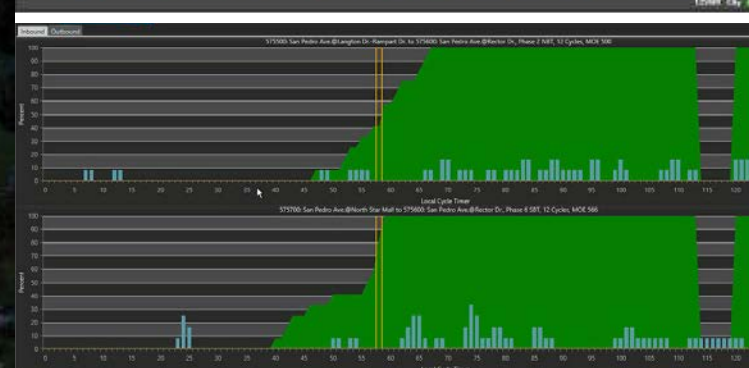 Inbound Outbound
575500: San Pedro Ave.@Langton Dr.-Rampart Dr. to 575600: San Pedro Ave.@Rector Dr., Phase 2 NBT, 12 Cycles, MOE 500
Percent
100
90
80
70
60
50
40
30
20
10
0
0 5 10 15 20 25 30 35 40 45 50 55 60 65 70 75 80 85 90 95 100 105 110 115 120
Local Cycle Timer
575700: San Pedro Ave.@North Star Mall to 575600: San Pedro Ave.@Rector Dr., Phase 6 SBT, 12 Cycles, MOE 566
Percent
100
90
80
70
60
50
40
30
20
10
0
0 5 10 15 20 25 30 35 40 45 50 55 60 65 70 75 80 85 90 95 100 105 110 115 120